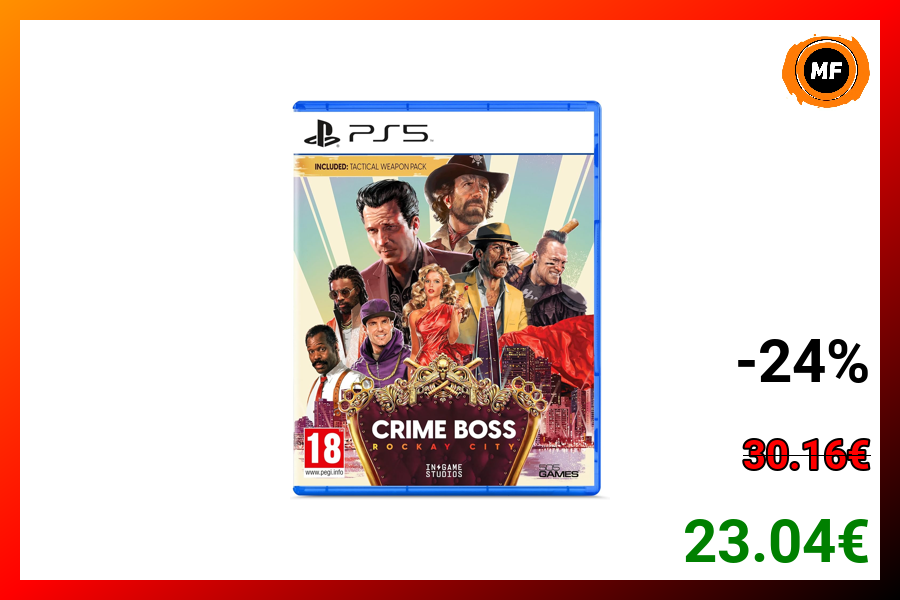 MF
PS5
INCLUDED: TACTICAL WEAPON PACK
CRIME BOSS
ROCKAY CITY
18
www.pegi.info
IN GAME
STUDIOS
505
GAMES
-24%
30.16€
23.04€